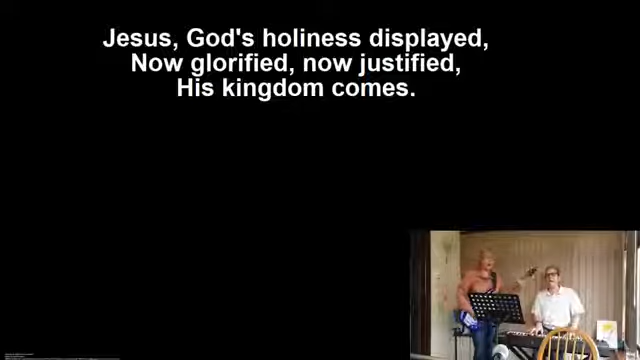 Jesus, God's holiness displayed,
Now glorified, now justified,
His kingdom comes.